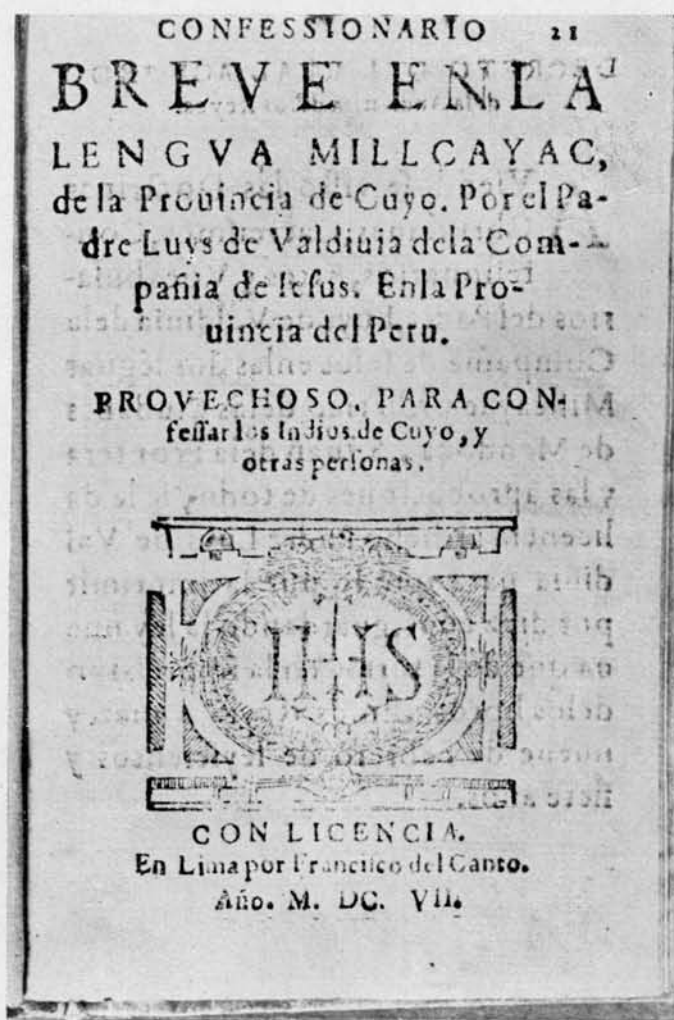 CONFESSIONARIO 21
BREVE ENLA
LENGVA MILLCAYAC,
de la Prouincia de Cuyo. Por el Pa-
dre Luys de Valdiuia dela Com-
pañia de Iesus. Enla Pro-
uincia del Peru.
PROVECHOSO, PARA CON-
fessar los Indios de Cuyo, y
otras personas.
IHS
CON LICENCIA.
En Lima por Francisco del Canto.
Año. M. DC. VII.